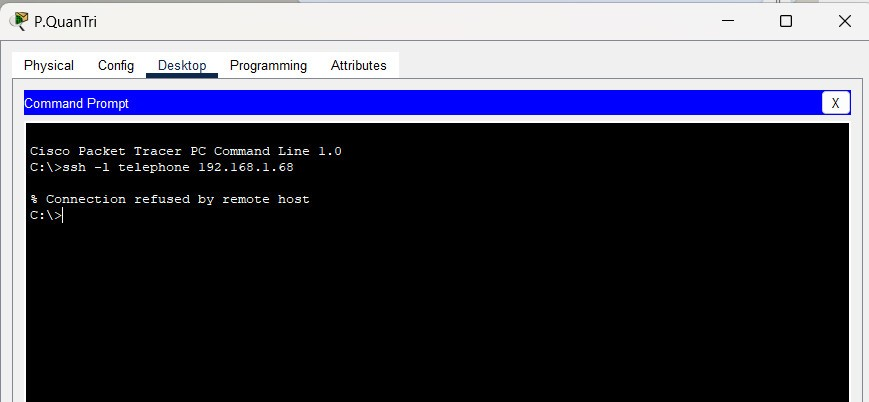 P.QuanTri
Physical Config Desktop Programming Attributes
Command Prompt
X
Cisco Packet Tracer PC Command Line 1.0
C:\>ssh -l telephone 192.168.1.68
% Connection refused by remote host
C:\>